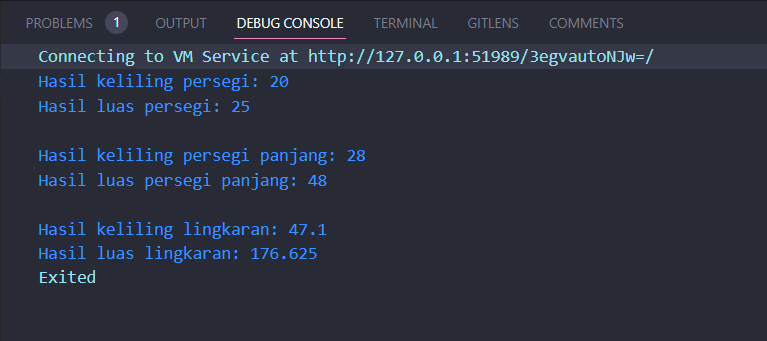 PROBLEMS 1 OUTPUT DEBUG CONSOLE TERMINAL GITLENS COMMENTS
Connecting to VM Service at http://127.0.0.1:51989/3egvautoNJw=/
Hasil keliling persegi: 20
Hasil luas persegi: 25
Hasil keliling persegi panjang: 28
Hasil luas persegi panjang: 48
Hasil keliling lingkaran: 47.1
Hasil luas lingkaran: 176.625
Exited